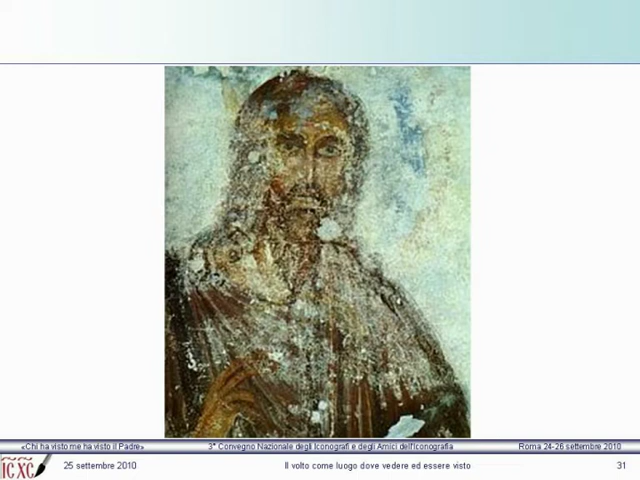 «Chi ha visto me ha visto il Padre» 3° Convegno Nazionale degli Iconografi e degli Amici dell'Iconografia Roma 24-26 settembre 2010
IC XC 25 settembre 2010 Il volto come luogo dove vedere ed essere visto 31